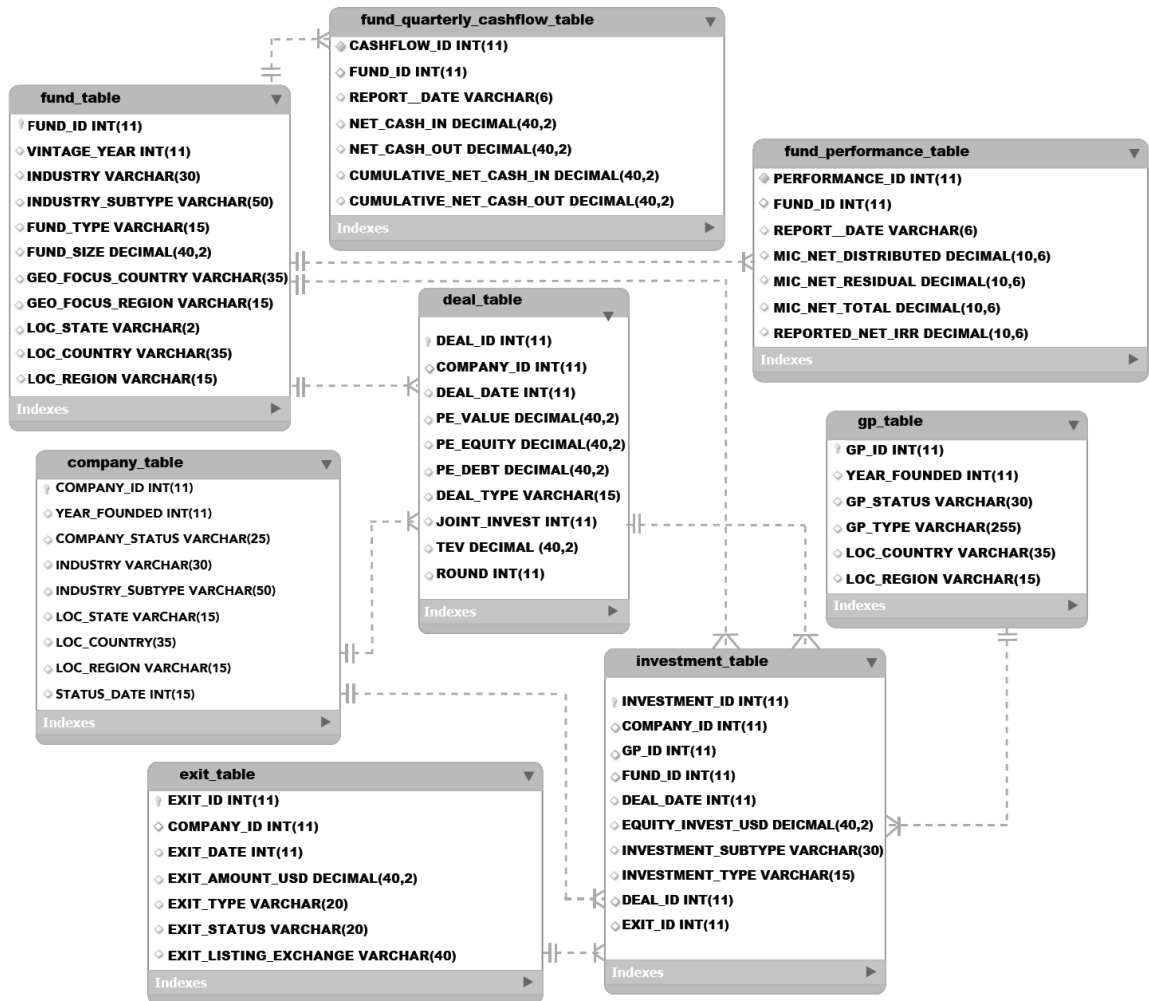 fund_quarterly_cashflow_table
CASHFLOW_ID INT(11)
FUND_ID INT(11)
REPORT__DATE VARCHAR(6)
NET_CASH_IN DECIMAL(40,2)
NET_CASH_OUT DECIMAL(40,2)
CUMULATIVE_NET_CASH_IN DECIMAL(40,2)
CUMULATIVE_NET_CASH_OUT DECIMAL(40,2)
Indexes
fund_table
FUND_ID INT(11)
VINTAGE_YEAR INT(11)
INDUSTRY VARCHAR(30)
INDUSTRY_SUBTYPE VARCHAR(50)
FUND_TYPE VARCHAR(15)
FUND_SIZE DECIMAL(40,2)
GEO_FOCUS_COUNTRY VARCHAR(35)
GEO_FOCUS_REGION VARCHAR(15)
LOC_STATE VARCHAR(2)
LOC_COUNTRY VARCHAR(35)
LOC_REGION VARCHAR(15)
Indexes
fund_performance_table
PERFORMANCE_ID INT(11)
FUND_ID INT(11)
REPORT__DATE VARCHAR(6)
MIC_NET_DISTRIBUTED DECIMAL(10,6)
MIC_NET_RESIDUAL DECIMAL(10,6)
MIC_NET_TOTAL DECIMAL(10,6)
REPORTED_NET_IRR DECIMAL(10,6)
Indexes
deal_table
DEAL_ID INT(11)
COMPANY_ID INT(11)
DEAL_DATE INT(11)
PE_VALUE DECIMAL(40,2)
PE_EQUITY DECIMAL(40,2)
PE_DEBT DECIMAL(40,2)
DEAL_TYPE VARCHAR(15)
JOINT_INVEST INT(11)
TEV DECIMAL (40,2)
ROUND INT(11)
Indexes
gp_table
GP_ID INT(11)
YEAR_FOUNDED INT(11)
GP_STATUS VARCHAR(30)
GP_TYPE VARCHAR(255)
LOC_COUNTRY VARCHAR(35)
LOC_REGION VARCHAR(15)
Indexes
company_table
COMPANY_ID INT(11)
YEAR_FOUNDED INT(11)
COMPANY_STATUS VARCHAR(25)
INDUSTRY VARCHAR(30)
INDUSTRY_SUBTYPE VARCHAR(50)
LOC_STATE VARCHAR(15)
LOC_COUNTRY(35)
LOC_REGION VARCHAR(15)
STATUS_DATE INT(15)
Indexes
investment_table
INVESTMENT_ID INT(11)
COMPANY_ID INT(11)
GP_ID INT(11)
FUND_ID INT(11)
DEAL_DATE INT(11)
EQUITY_INVEST_USD DEICMAL(40,2)
INVESTMENT_SUBTYPE VARCHAR(30)
INVESTMENT_TYPE VARCHAR(15)
DEAL_ID INT(11)
EXIT_ID INT(11)
Indexes
exit_table
EXIT_ID INT(11)
COMPANY_ID INT(11)
EXIT_DATE INT(11)
EXIT_AMOUNT_USD DECIMAL(40,2)
EXIT_TYPE VARCHAR(20)
EXIT_STATUS VARCHAR(20)
EXIT_LISTING_EXCHANGE VARCHAR(40)
Indexes